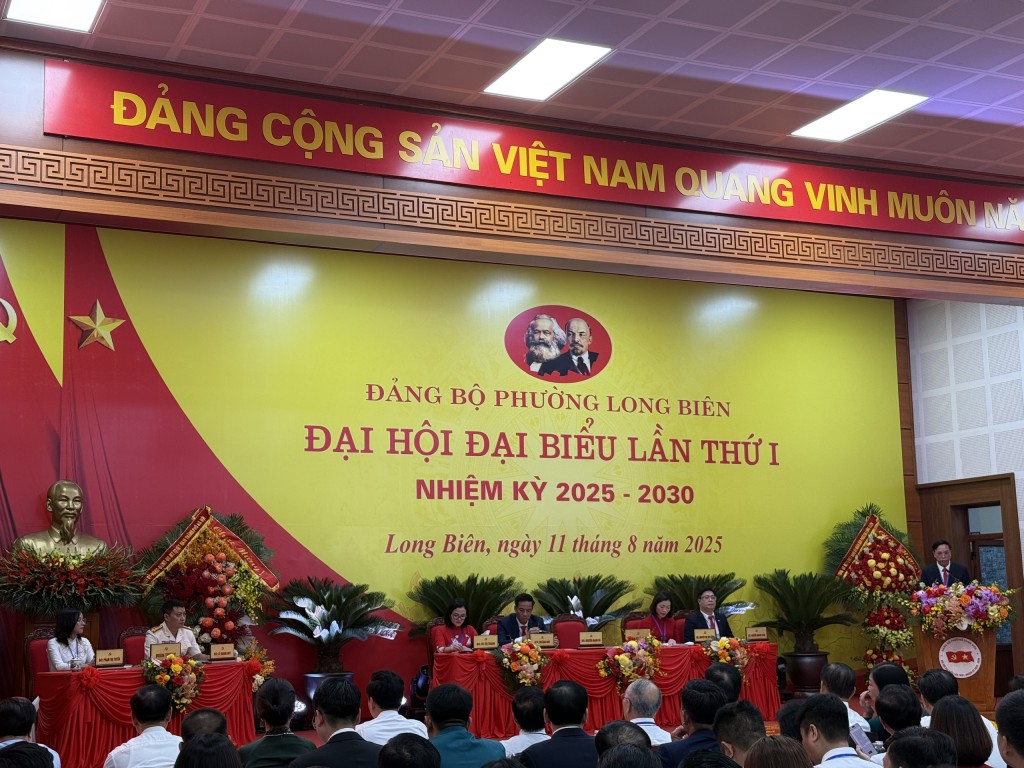 ĐẢNG CỘNG SẢN VIỆT NAM QUANG VINH MUÔN NĂ
ĐẢNG BỘ PHƯỜNG LONG BIÊN
ĐẠI HỘI ĐẠI BIỂU LẦN THỨ I
NHIỆM KỲ 2025 - 2030
Long Biên, ngày 11 tháng 8 năm 2025